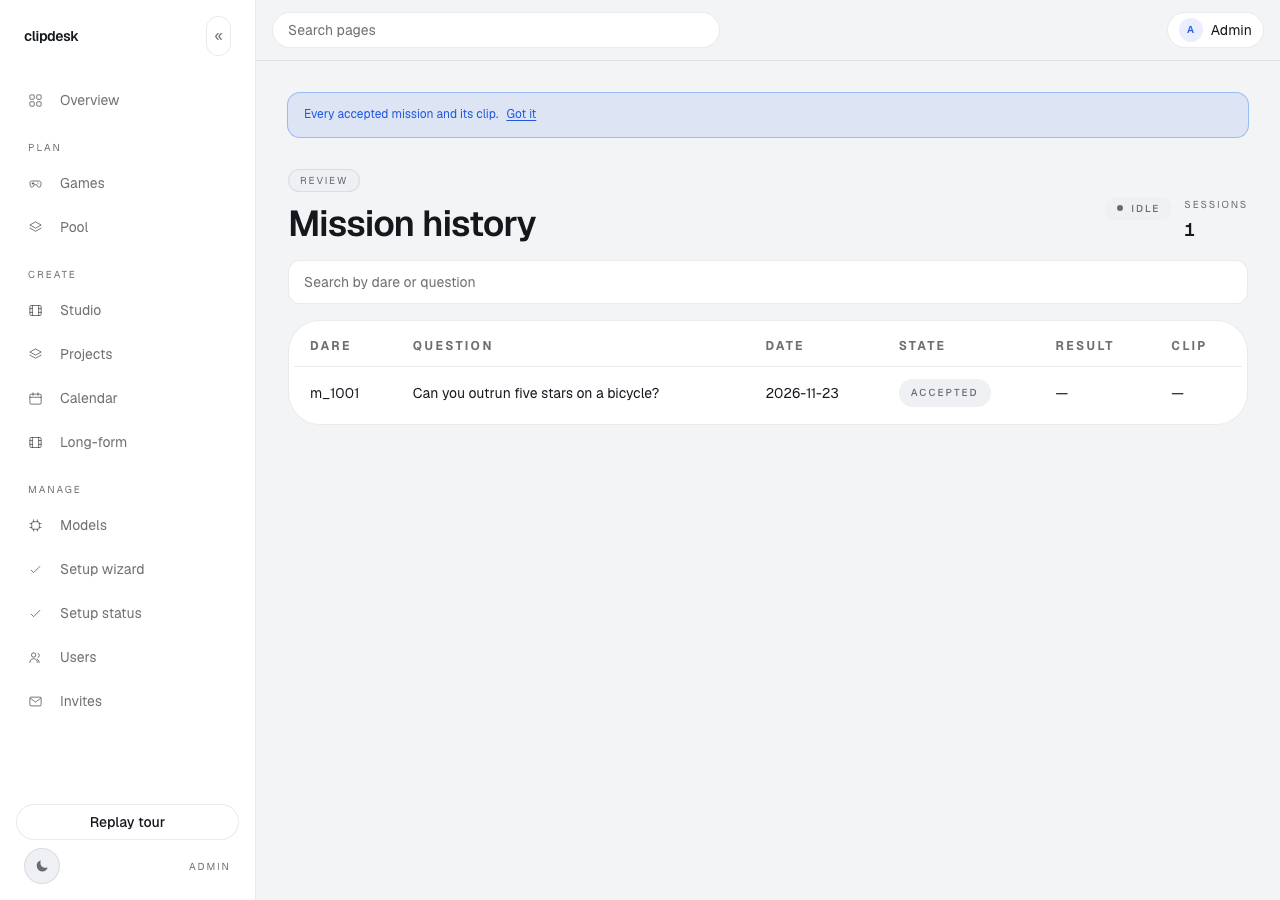 clipdesk
«
Search pages
A Admin
Overview
PLAN
Games
Pool
CREATE
Studio
Projects
Calendar
Long-form
MANAGE
Models
Setup wizard
Setup status
Users
Invites
Replay tour
ADMIN
Every accepted mission and its clip. Got it
REVIEW
Mission history
IDLE
SESSIONS
1
Search by dare or question
DARE QUESTION DATE STATE RESULT CLIP
m_1001 Can you outrun five stars on a bicycle? 2026-11-23 ACCEPTED — —